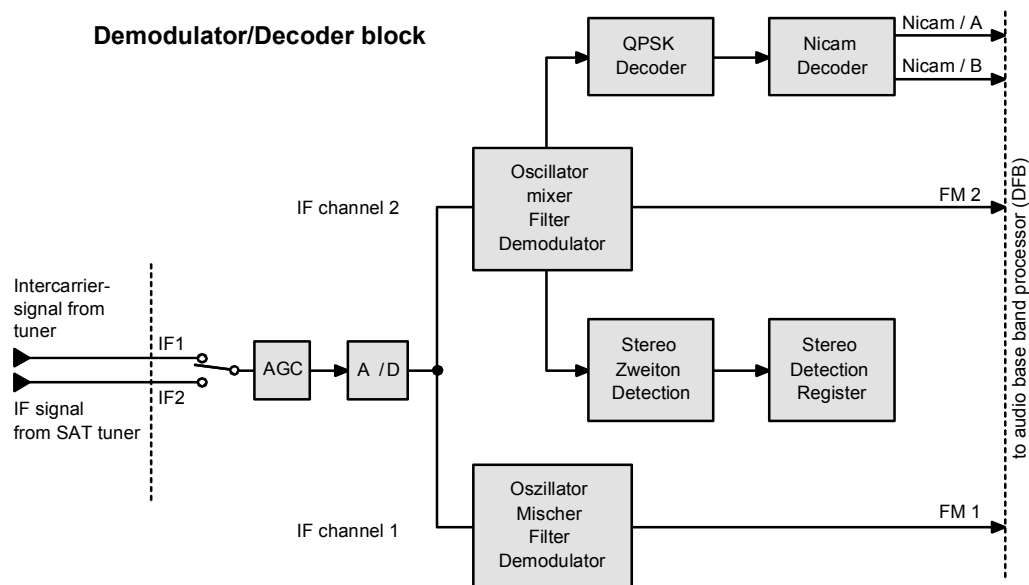 Demodulator/Decoder block
QPSK
Decoder
Nicam
Decoder
Nicam / A
Nicam / B
IF channel 2
Oscillator
mixer
Filter
Demodulator
FM 2
to audio base band processor (DFB)
Intercarrier-
signal from
tuner
IF1
IF2
IF signal
from SAT tuner
AGC
A / D
Stereo
Zweiton
Detection
Stereo
Detection
Register
IF channel 1
Oszillator
Mischer
Filter
Demodulator
FM 1